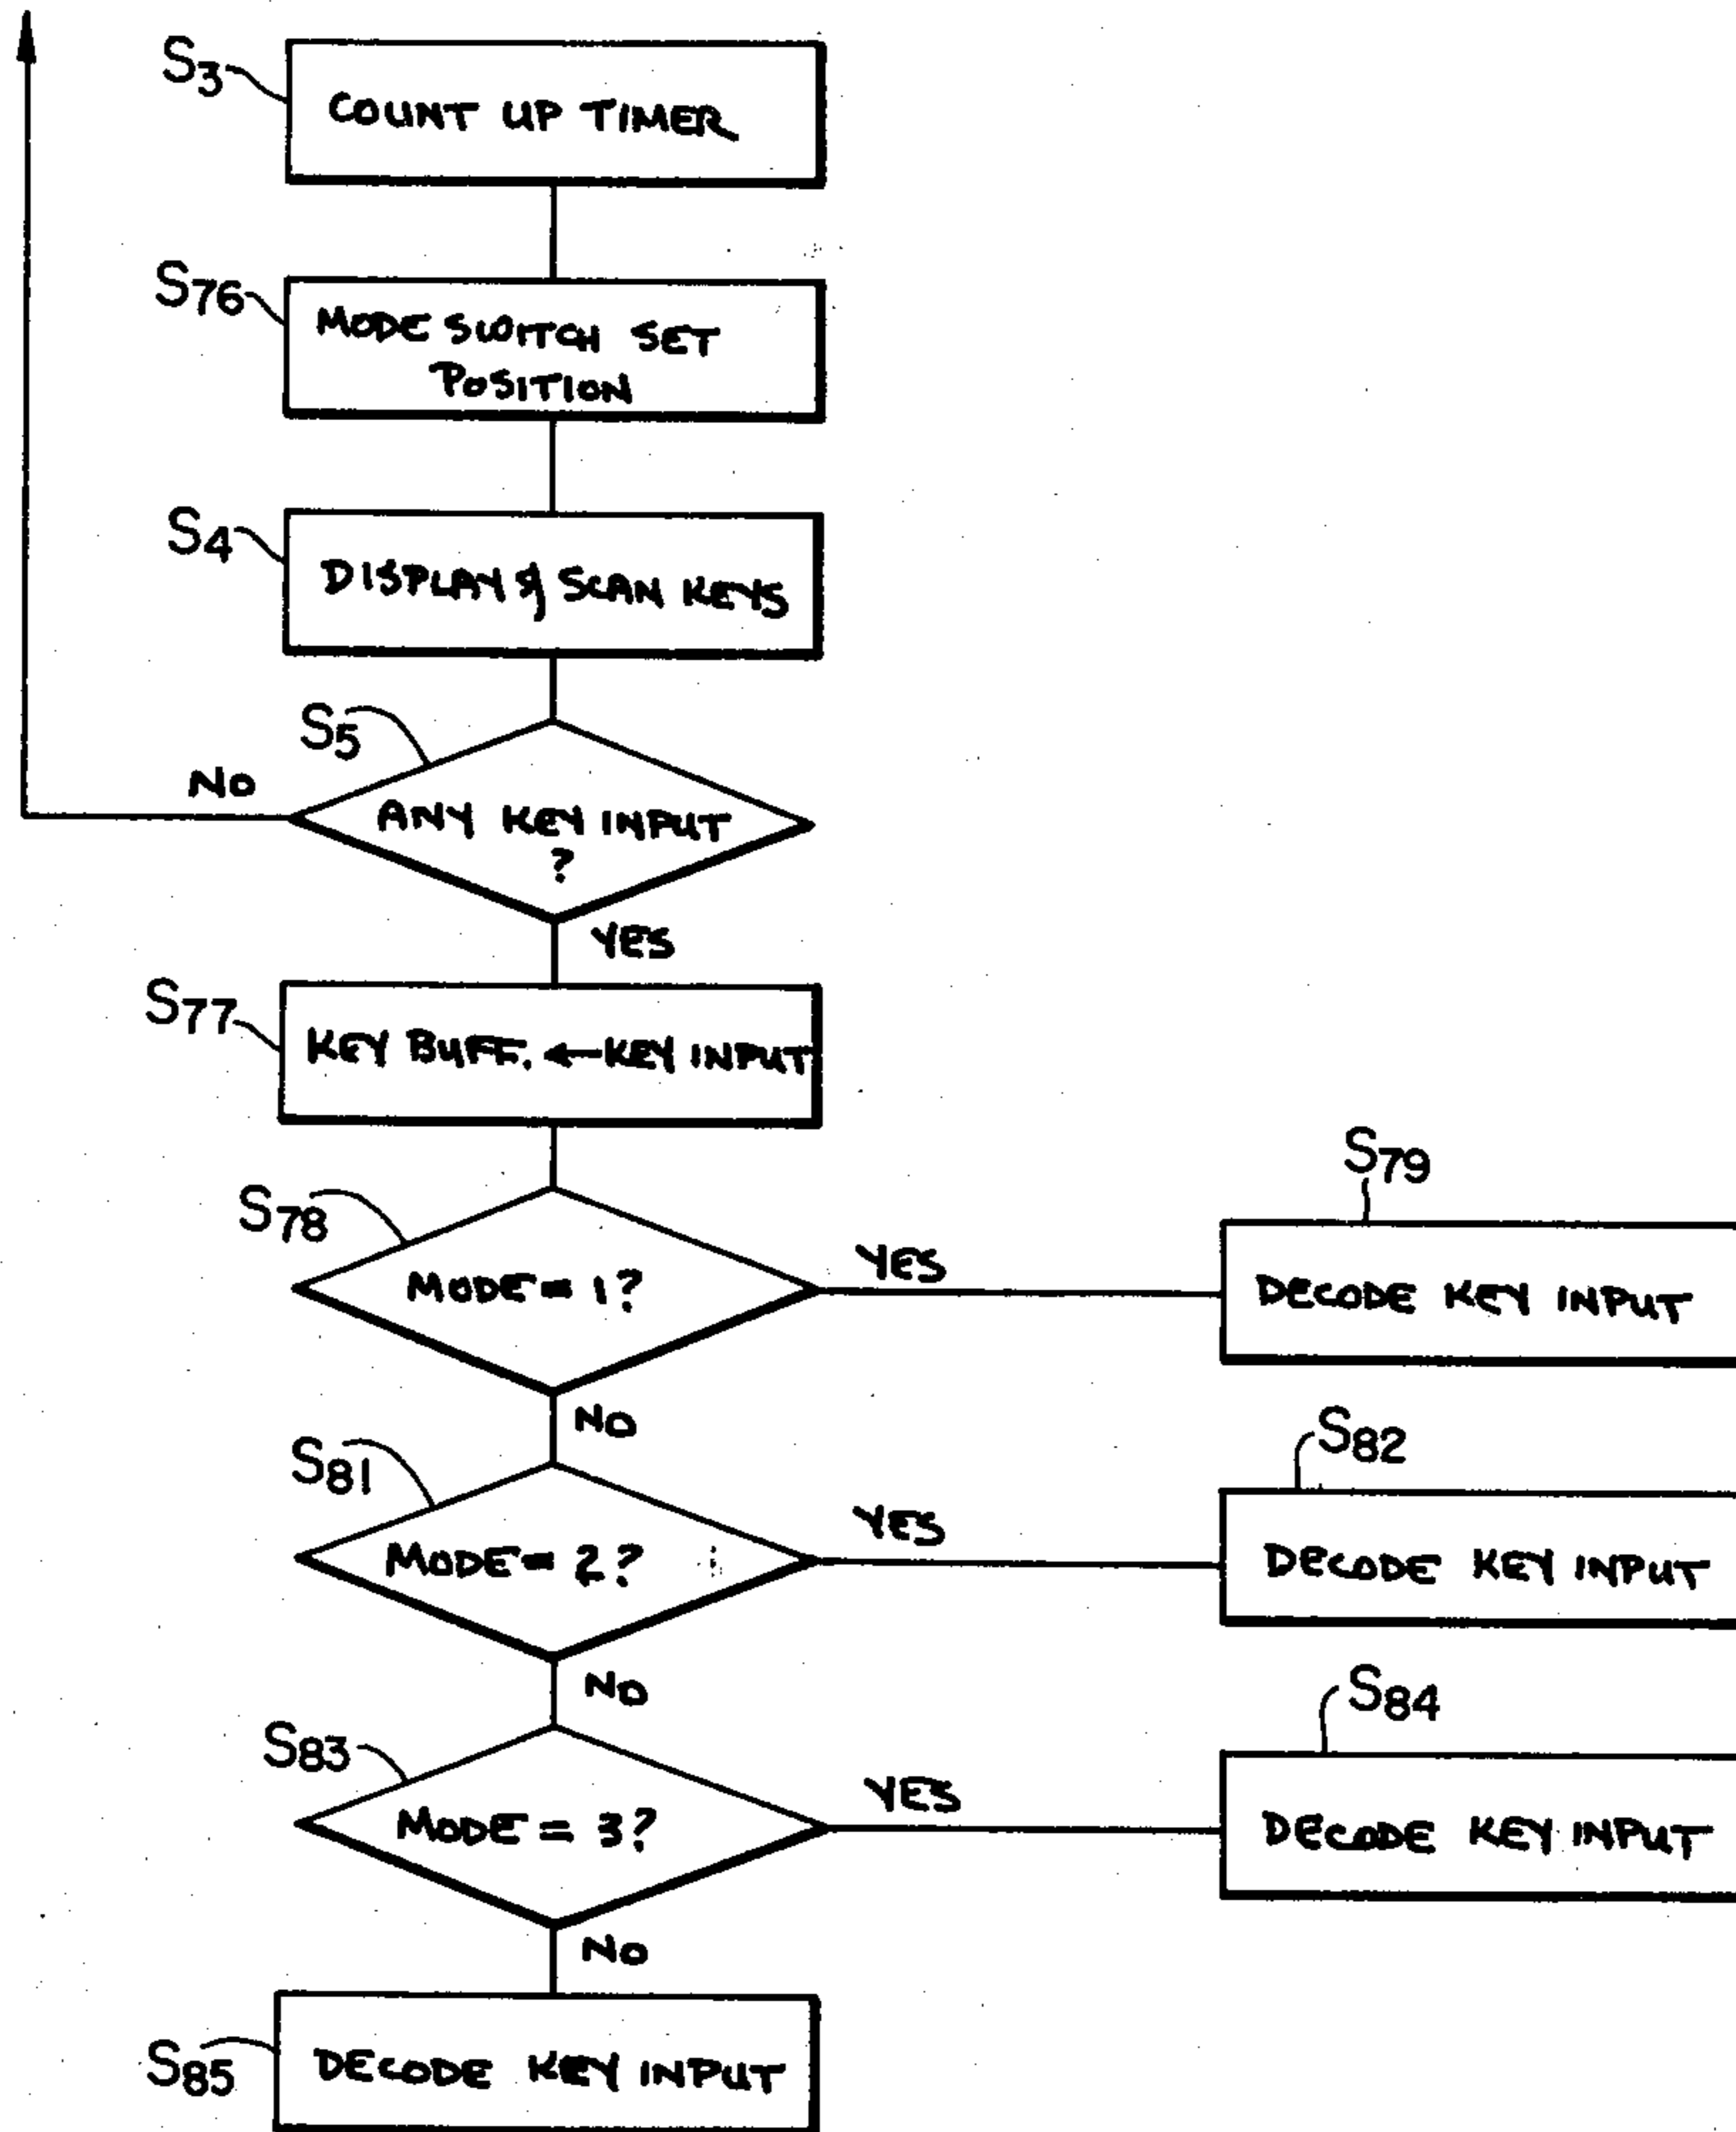 S3
COUNT UP TIMER
S76
MODE SWITCH SET
POSITION
S4
DISPLAY & SCAN KEYS
S5
NO
ANY KEY INPUT
?
YES
S77
KEY BUFF. ← KEY INPUT
S79
S78
MODE = 1?
YES
DECODE KEY INPUT
NO
S82
S81
MODE = 2?
YES
DECODE KEY INPUT
NO
S84
S83
MODE = 3?
YES
DECODE KEY INPUT
NO
S85
DECODE KEY INPUT